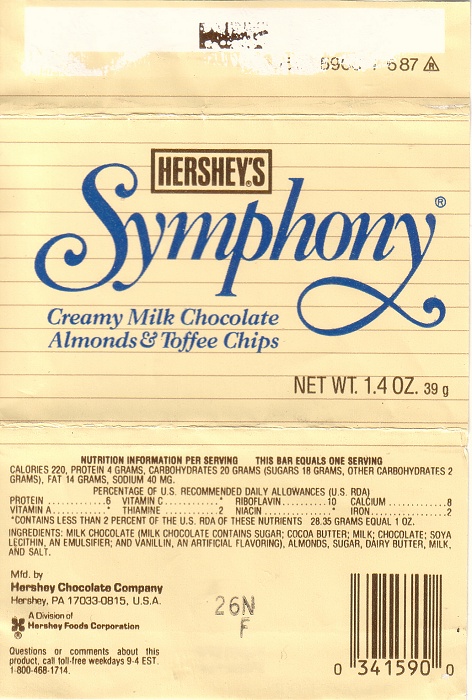 687
HERSHEY'S®
Symphony®
Creamy Milk Chocolate
Almonds & Toffee Chips
NET WT. 1.4 OZ. 39 g
NUTRITION INFORMATION PER SERVING THIS BAR EQUALS ONE SERVING
CALORIES 220, PROTEIN 4 GRAMS, CARBOHYDRATES 20 GRAMS (SUGARS 18 GRAMS, OTHER CARBOHYDRATES 2
GRAMS), FAT 14 GRAMS, SODIUM 40 MG.
PERCENTAGE OF U.S. RECOMMENDED DAILY ALLOWANCES (U.S. RDA)
PROTEIN ..........6 VITAMIN C ..........* RIBOFLAVIN ..........10 CALCIUM ..........8
VITAMIN A ..........* THIAMINE ..........2 NIACIN ..........* IRON ..........2
*CONTAINS LESS THAN 2 PERCENT OF THE U.S. RDA OF THESE NUTRIENTS 28.35 GRAMS EQUAL 1 OZ.
INGREDIENTS: MILK CHOCOLATE (MILK CHOCOLATE CONTAINS SUGAR; COCOA BUTTER; MILK; CHOCOLATE; SOYA
LECITHIN, AN EMULSIFIER; AND VANILLIN, AN ARTIFICIAL FLAVORING), ALMONDS, SUGAR, DAIRY BUTTER, MILK,
AND SALT.
Mfd. by
Hershey Chocolate Company
Hershey, PA 17033-0815, U.S.A.
A Division of
Hershey Foods Corporation
®
26N
F
Questions or comments about this
product, call toll-free weekdays 9-4 EST.
1-800-468-1714.
0 341590 0